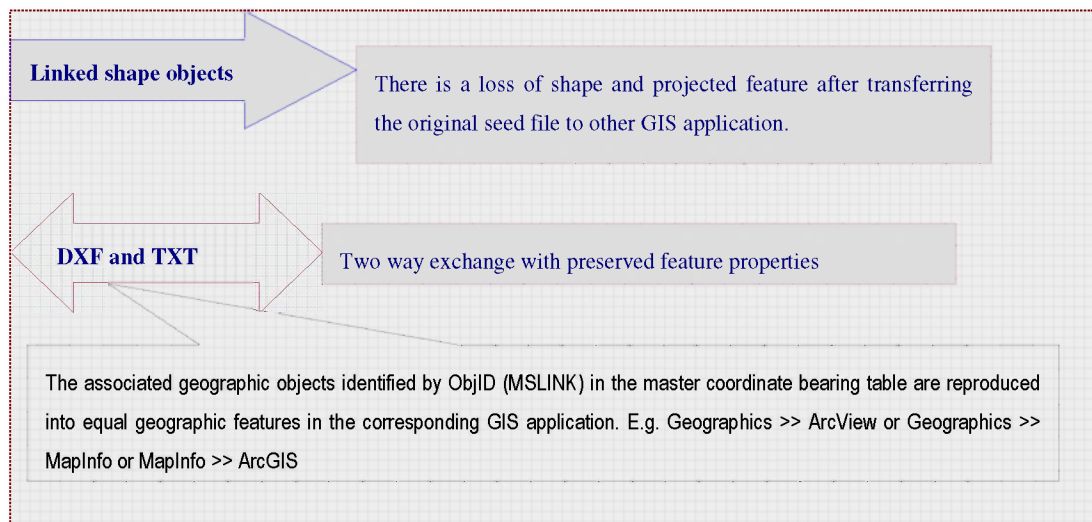 Linked shape objects
There is a loss of shape and projected feature after transferring
the original seed file to other GIS application.
DXF and TXT
Two way exchange with preserved feature properties
The associated geographic objects identified by ObjID (MSLINK) in the master coordinate bearing table are reproduced
into equal geographic features in the corresponding GIS application. E.g. Geographics >> ArcView or Geographics >>
MapInfo or MapInfo >> ArcGIS